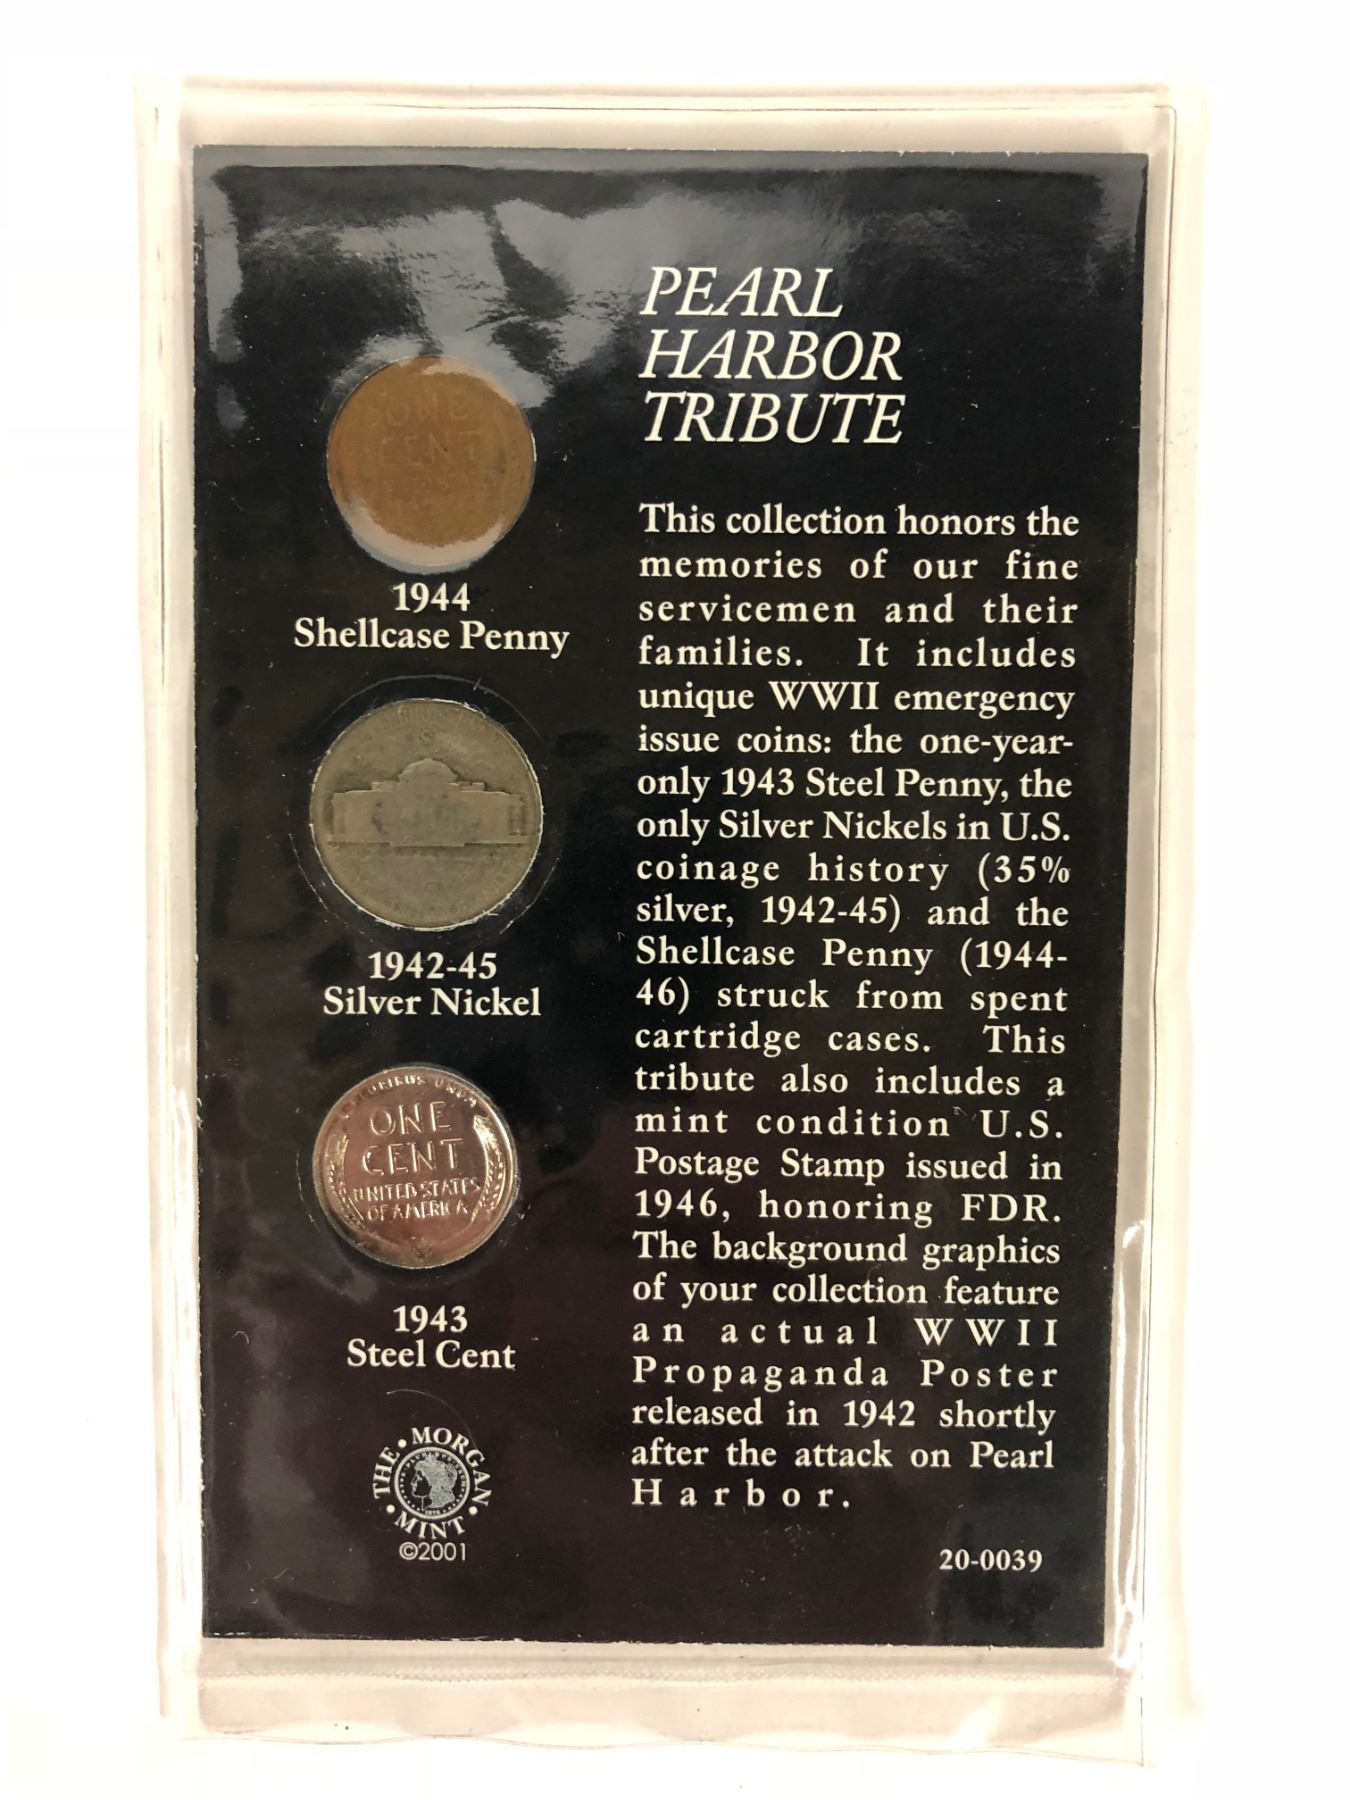 PEARL
HARBOR
TRIBUTE
This collection honors the
memories of our fine
servicemen and their
families. It includes
unique WWII emergency
issue coins: the one-year-
only 1943 Steel Penny, the
only Silver Nickels in U.S.
coinage history (35%
silver, 1942-45) and the
Shellcase Penny (1944-
46) struck from spent
cartridge cases. This
tribute also includes a
mint condition U.S.
Postage Stamp issued in
1946, honoring FDR.
The background graphics
of your collection feature
an actual WWII
Propaganda Poster
released in 1942 shortly
after the attack on Pearl
Harbor.
20-0039
ONE
CENT
1944
Shellcase Penny
S
1942-45
Silver Nickel
PLURIBUS UNUM
ONE
CENT
UNITED STATES
OF AMERICA
1943
Steel Cent
THE MORGAN MINT
©2001